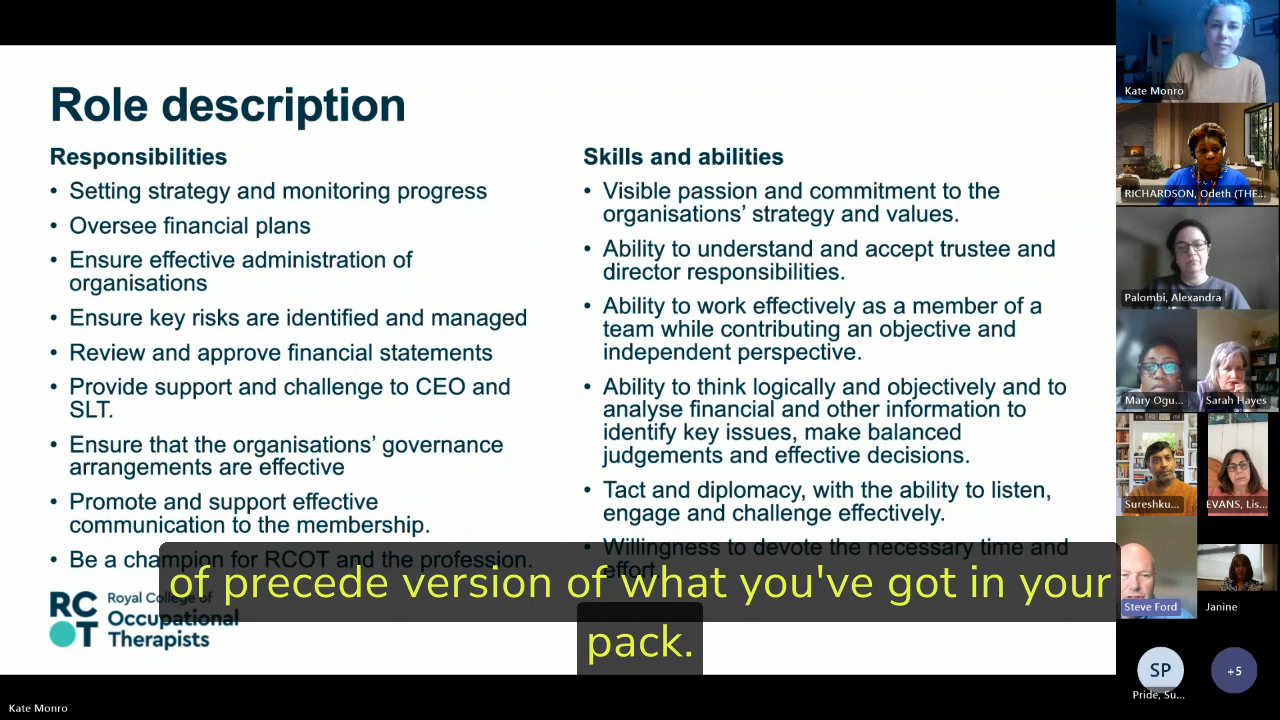 Role description
Responsibilities
• Setting strategy and monitoring progress
• Oversee financial plans
• Ensure effective administration of
organisations
• Ensure key risks are identified and managed
• Review and approve financial statements
• Provide support and challenge to CEO and
SLT.
• Ensure that the organisations’ governance
arrangements are effective
• Promote and support effective
communication to the membership.
• Be a champion for RCOT and the profession.
Skills and abilities
• Visible passion and commitment to the
organisations’ strategy and values.
• Ability to understand and accept trustee and
director responsibilities.
• Ability to work effectively as a member of a
team while contributing an objective and
independent perspective.
• Ability to think logically and objectively and to
analyse financial and other information to
identify key issues, make balanced
judgements and effective decisions.
• Tact and diplomacy, with the ability to listen,
engage and challenge effectively.
• Willingness to devote the necessary time and
effort.
RC
OT
Royal College of
Occupational
Therapists
of precede version of what you've got in your
pack.
Kate Monro
Kate Monro
RICHARDSON, Odeth (THE...
Palombi, Alexandra
Mary Ogu...
Sarah Hayes
Sureshku...
EVANS, Lis...
Steve Ford
Janine
SP
Pride, Su...
+5